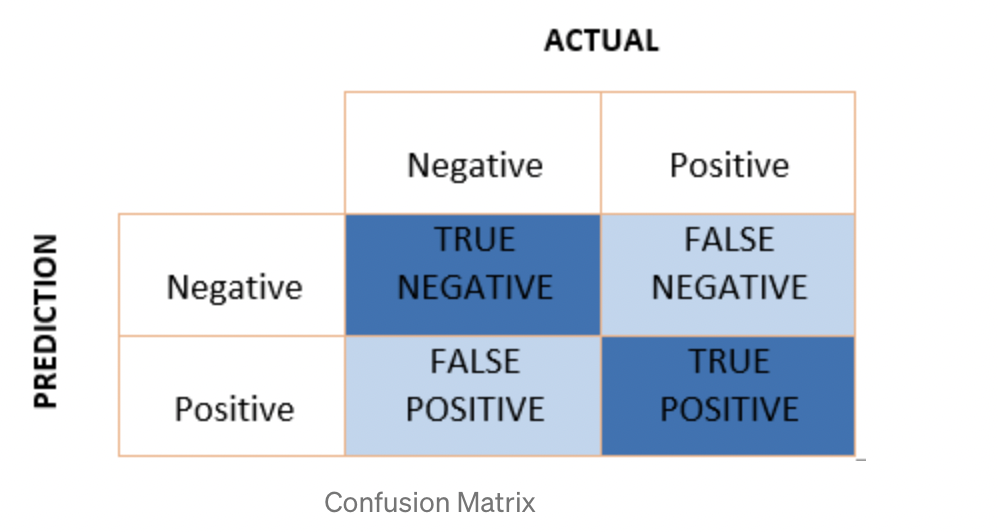 ACTUAL
Negative
Positive
PREDICTION
Negative
TRUE
NEGATIVE
FALSE
NEGATIVE
Positive
FALSE
POSITIVE
TRUE
POSITIVE
Confusion Matrix